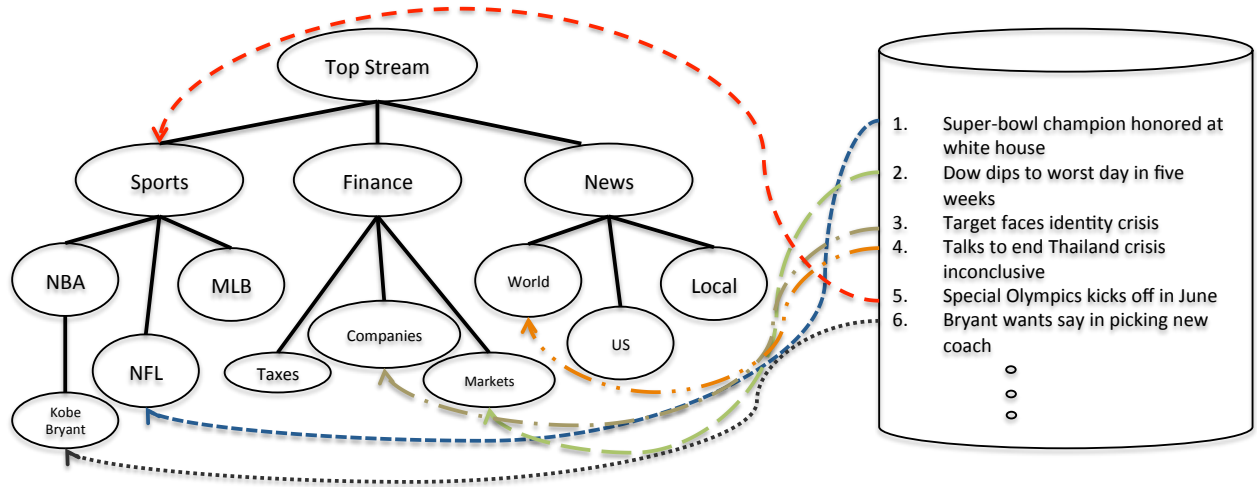 Top Stream
Sports
Finance
News
NBA
MLB
World
Local
Companies
US
NFL
Taxes
Markets
Kobe
Bryant
1. Super-bowl champion honored at
white house
2. Dow dips to worst day in five
weeks
3. Target faces identity crisis
4. Talks to end Thailand crisis
inconclusive
5. Special Olympics kicks off in June
6. Bryant wants say in picking new
coach